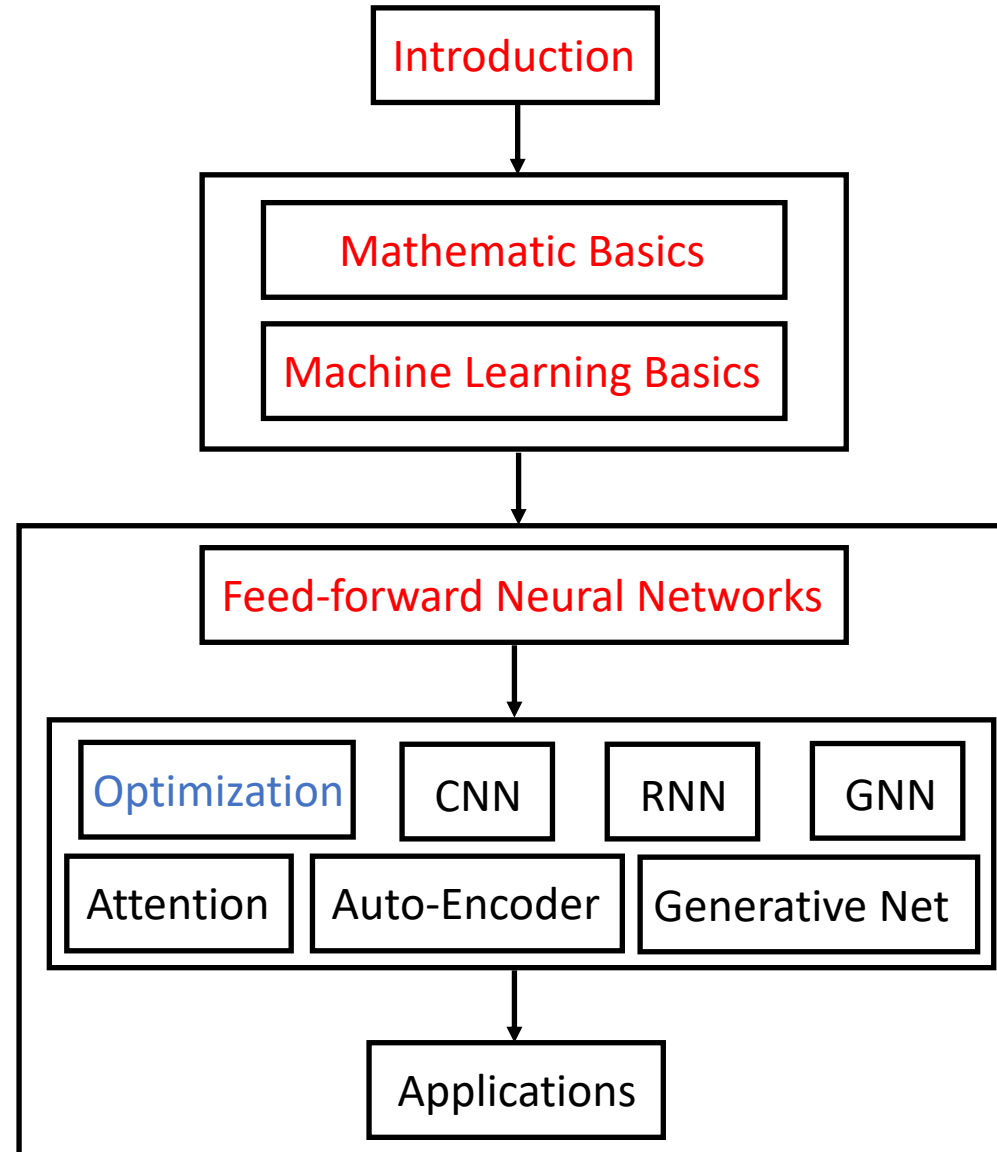 Introduction
Mathematic Basics
Machine Learning Basics
Feed-forward Neural Networks
Optimization
CNN
RNN
GNN
Attention
Auto-Encoder
Generative Net
Applications